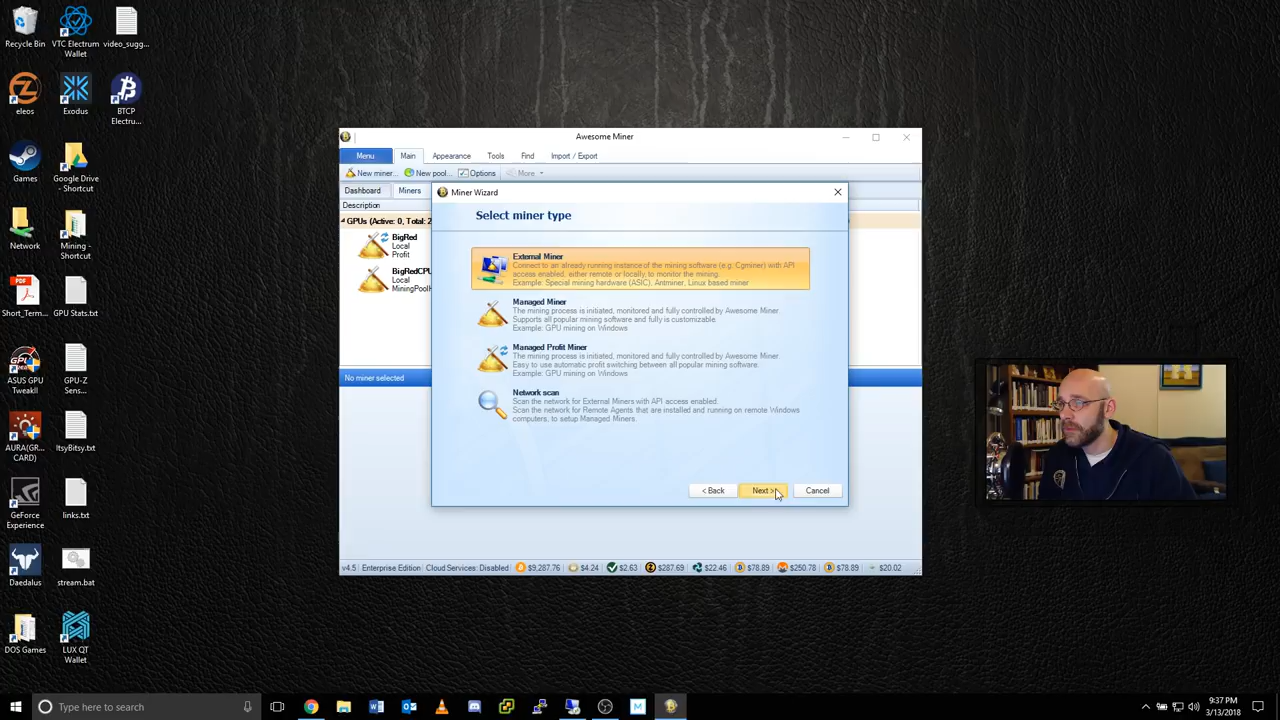 Recycle Bin
VTC Electrum
Wallet
video_sugg...
eleos
Exodus
BTCP
Electru...
Games
Google Drive
- Shortcut
Network
Mining -
Shortcut
Short_Term...
GPU Stats.txt
ASUS GPU
TweakII
GPU-Z
Sens...
AURA(GR...
CARD)
ItsyBitsy.txt
GeForce
Experience
links.txt
Daedalus
stream.bat
DOS Games
LUX QT
Wallet
Awesome Miner
Menu
Main
Appearance
Tools
Find
Import / Export
New miner...
New pool...
Options
More
Dashboard
Miners
Description
GPUs (Active: 0, Total: 2
BigRed
Local
Profit
BigRedCPU
Local
MiningPoolH
No miner selected
Miner Wizard
Select miner type
External Miner
Connect to an already running instance of the mining software (e.g. Cgminer) with API
access enabled, either remote or locally, to monitor the mining.
Example: Special mining hardware (ASIC), Antminer, Linux based miner
Managed Miner
The mining process is initiated, monitored and fully controlled by Awesome Miner.
Supports all popular mining software and fully is customizable.
Example: GPU mining on Windows
Managed Profit Miner
The mining process is initiated, monitored and fully controlled by Awesome Miner.
Easy to use automatic profit switching between all popular mining software.
Example: GPU mining on Windows
Network scan
Scan the network for External Miners with API access enabled.
Scan the network for Remote Agents that are installed and running on remote Windows
computers, to setup Managed Miners.
< Back
Next >
Cancel
v4.5
Enterprise Edition
Cloud Services: Disabled
$9,287.76
$4.24
$2.63
$287.69
$22.46
$78.89
$250.78
$78.89
$20.02
Type here to search
9:37 PM
3/13/2018